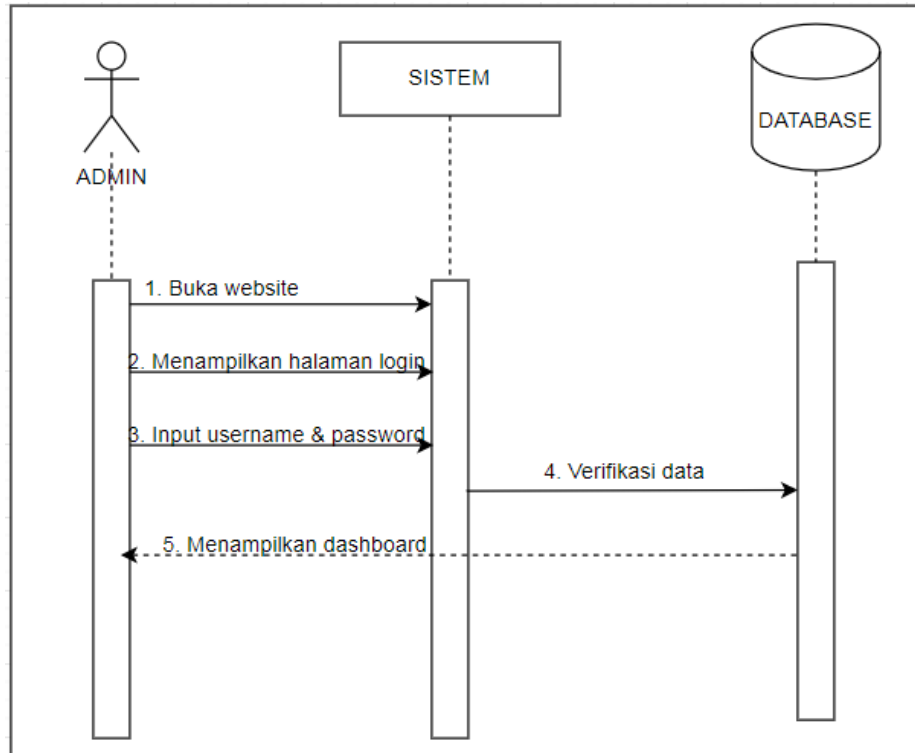 SISTEM
DATABASE
ADMIN
1. Buka website
2. Menampilkan halaman login
3. Input username & password
4. Verifikasi data
5. Menampilkan dashboard